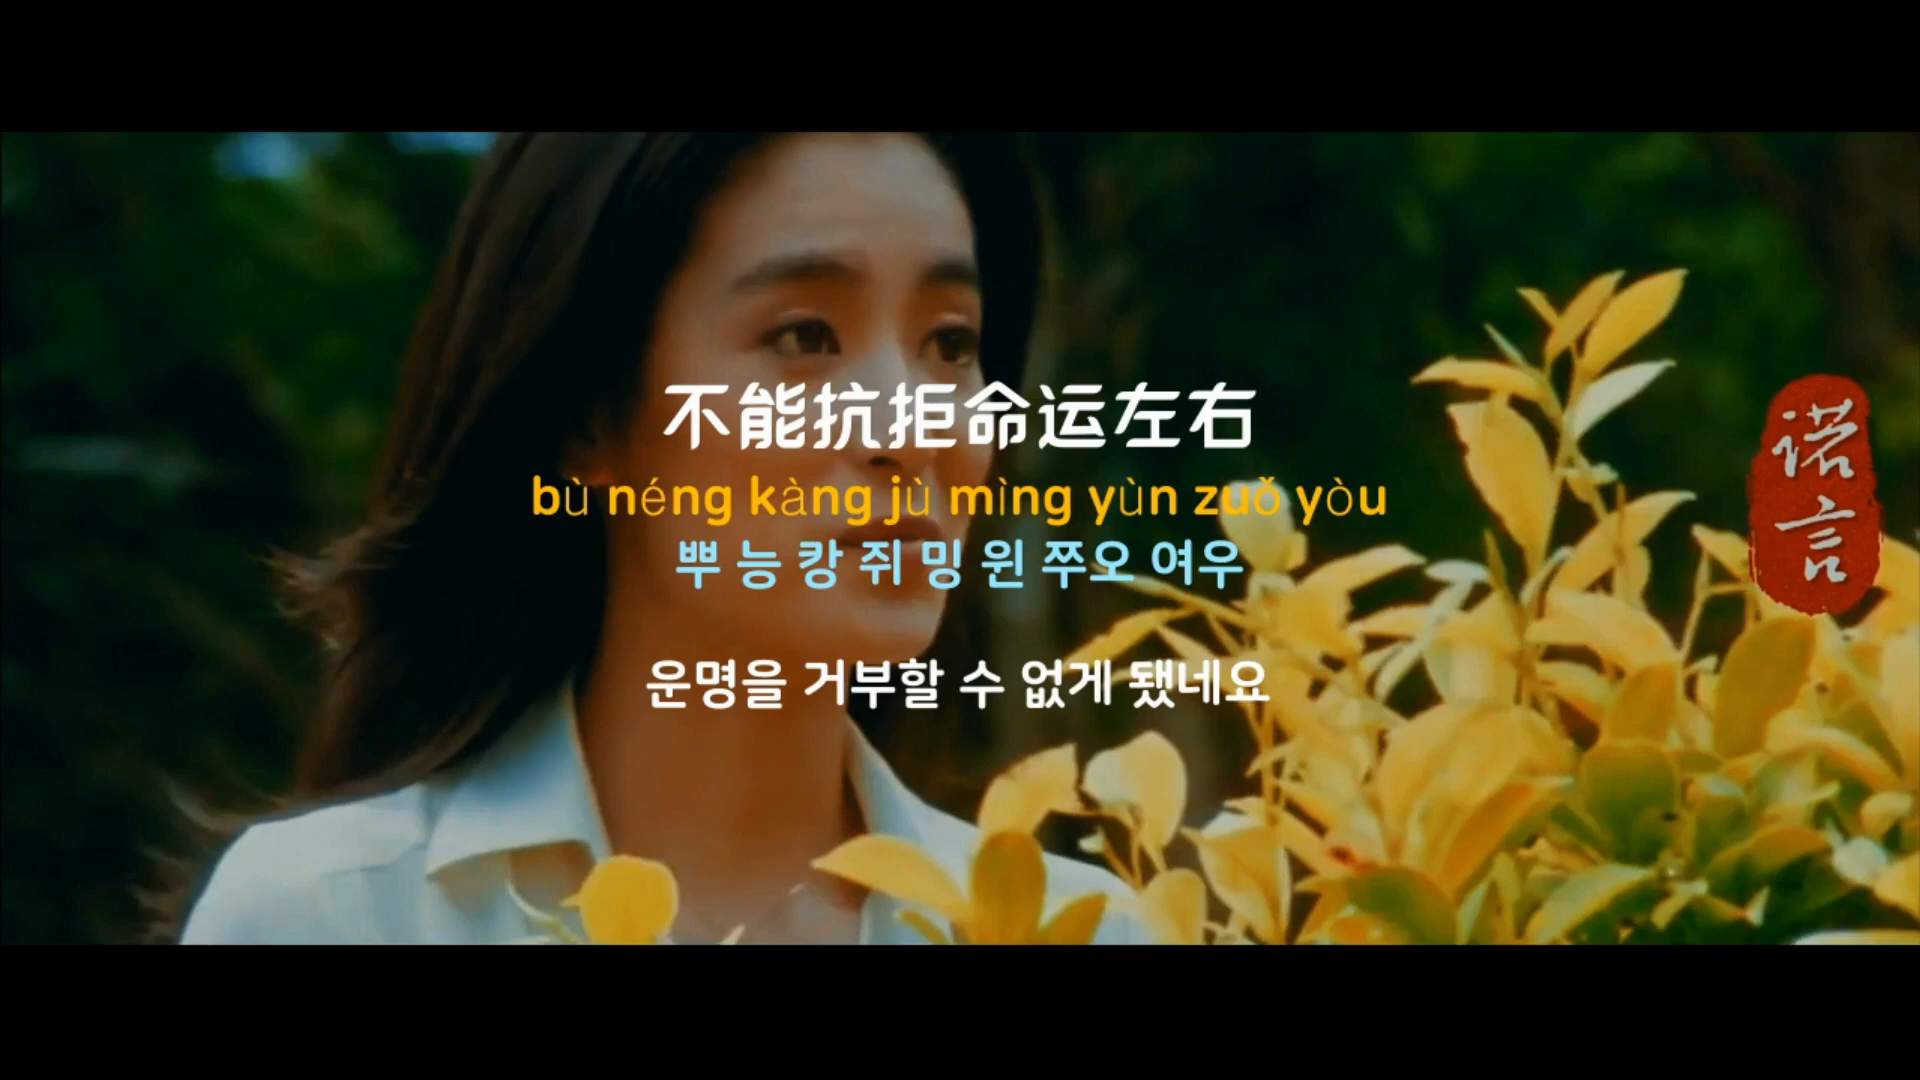 不能抗拒命运左右
bù néng kàng jù mìng yùn zuǒ yòu
뿌 능 캉 쥐 밍 윈 쭈오 여우
운명을 거부할 수 없게 됐네요
诺言